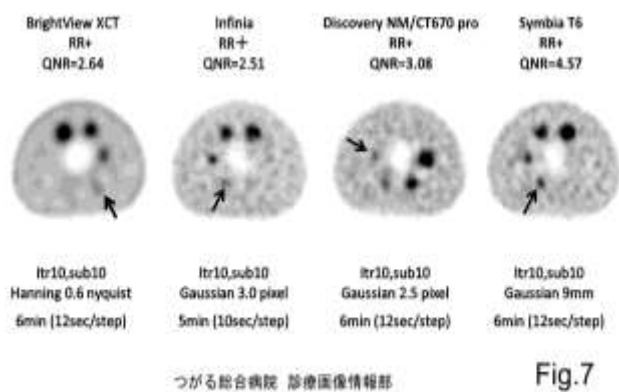 BrightView XCT
RR+
QNR=2.64
Infinia
RR+
QNR=2.51
Discovery NM/CT670 pro
RR+
QNR=3.08
Symbia T6
RR+
QNR=4.57
Itr10,sub10
Hanning 0.6 nyquist
6min (12sec/step)
Itr10,sub10
Gaussian 3.0 pixel
5min (10sec/step)
Itr10,sub10
Gaussian 2.5 pixel
6min (12sec/step)
Itr10,sub10
Gaussian 9mm
6min (12sec/step)
つがる総合病院 診療画像情報部
Fig.7